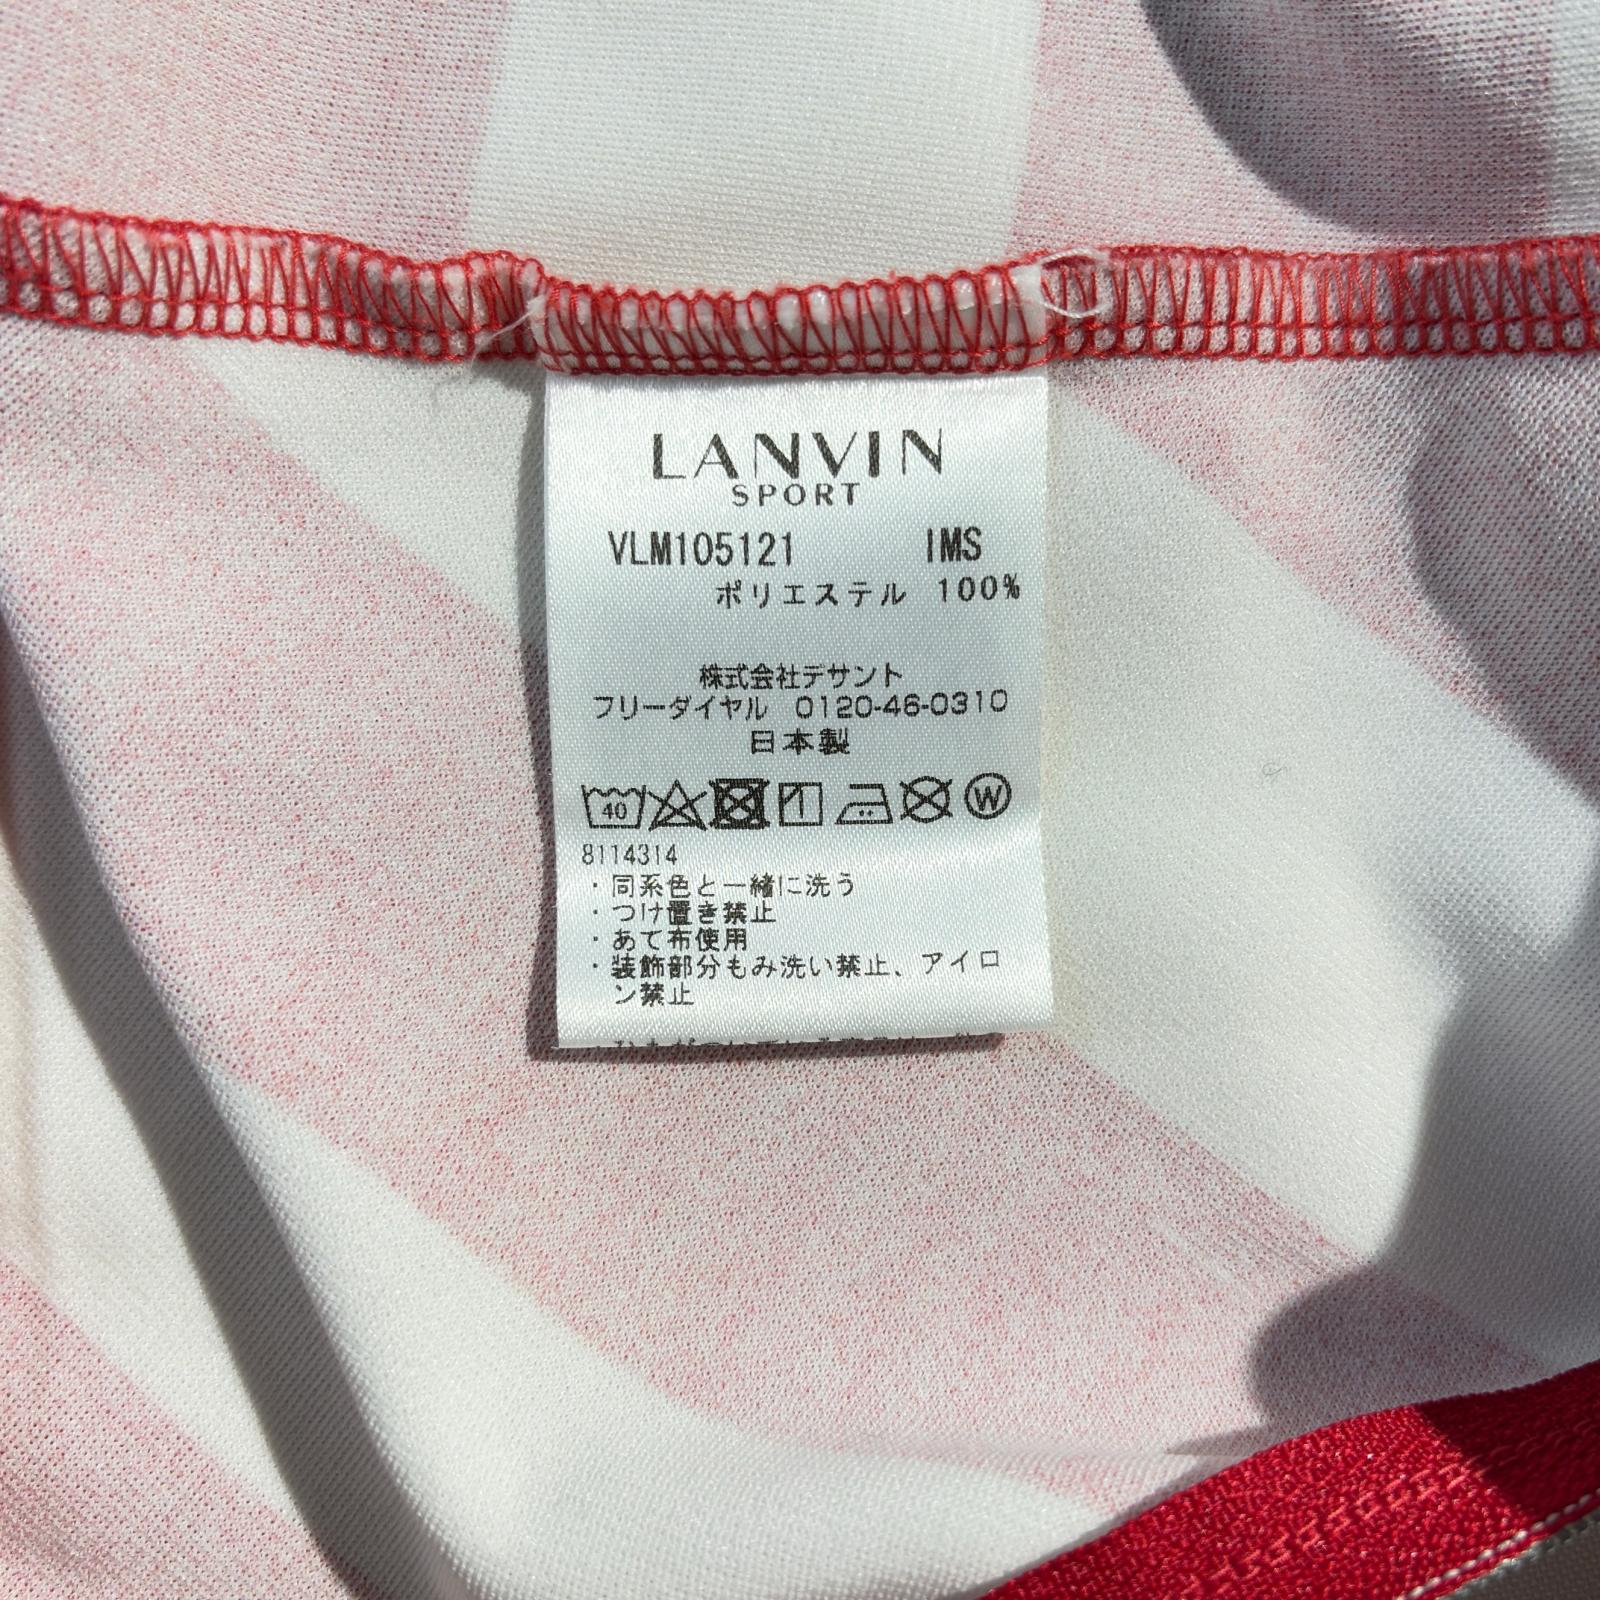 LANVIN
SPORT
VLM105121 IMS
ポリエステル 100%
株式会社デサント
フリーダイヤル 0120-46-0310
日本製
40 1 W
8114314
・同系色と一緒に洗う
・つけ置き禁止
・あて布使用
・装飾部分もみ洗い禁止、アイロ
ン禁止